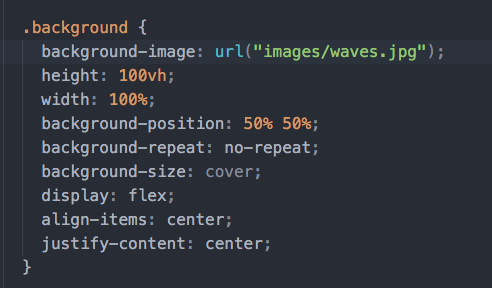 .background {
background-image: url("images/waves.jpg");
height: 100vh;
width: 100%;
background-position: 50% 50%;
background-repeat: no-repeat;
background-size: cover;
display: flex;
align-items: center;
justify-content: center;
}